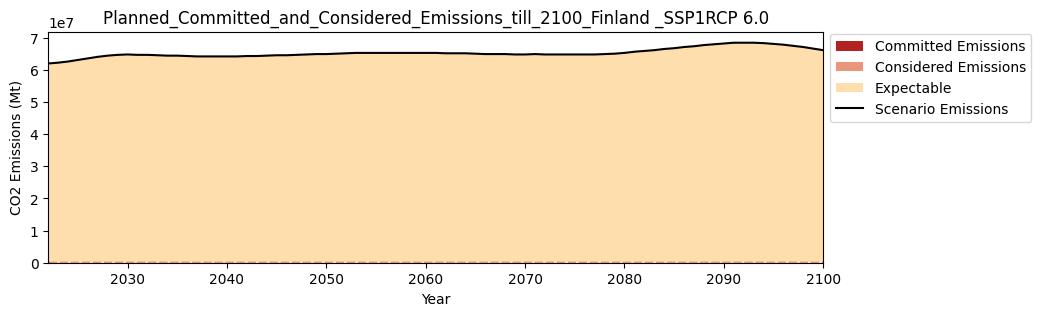 Planned_Committed_and_Considered_Emissions_till_2100_Finland _SSP1RCP 6.0
1e7
7
6
5
4
3
2
1
0
CO2 Emissions (Mt)
2030 2040 2050 2060 2070 2080 2090 2100
Year
Committed Emissions
Considered Emissions
Expectable
Scenario Emissions